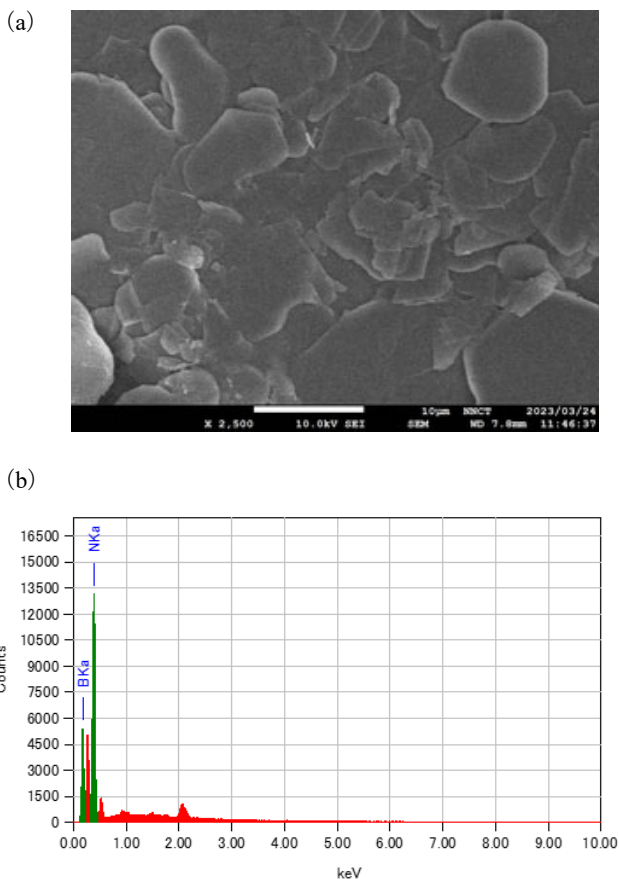 (a)
10µm NNCT 2023/03/24
X 2,500 10.0kV SEI SEM WD 7.8mm 11:46:37
(b)
NKa
BKa
16500
15000
13500
12000
10500
9000
7500
6000
4500
3000
1500
0
Counts
0.00 1.00 2.00 3.00 4.00 5.00 6.00 7.00 8.00 9.00 10.00
keV